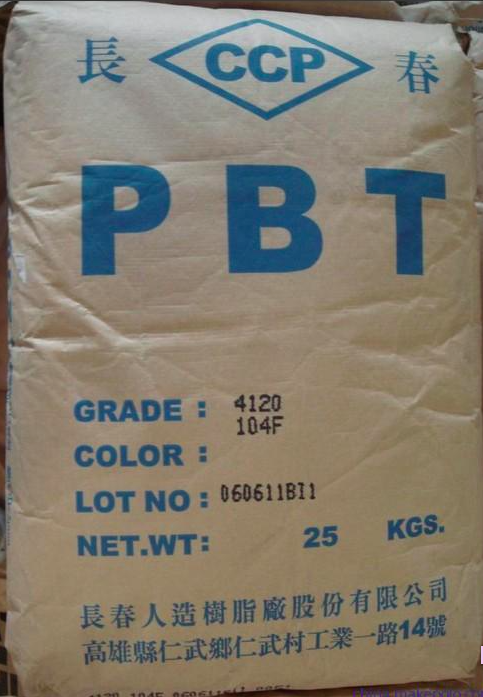 長 CCP 春
PBT
GRADE : 4120
104F
COLOR :
LOT NO : 060611BI1
NET.WT: 25 KGS.
長春人造樹脂廠股份有限公司
高雄縣仁武鄉仁武村工業一路14號